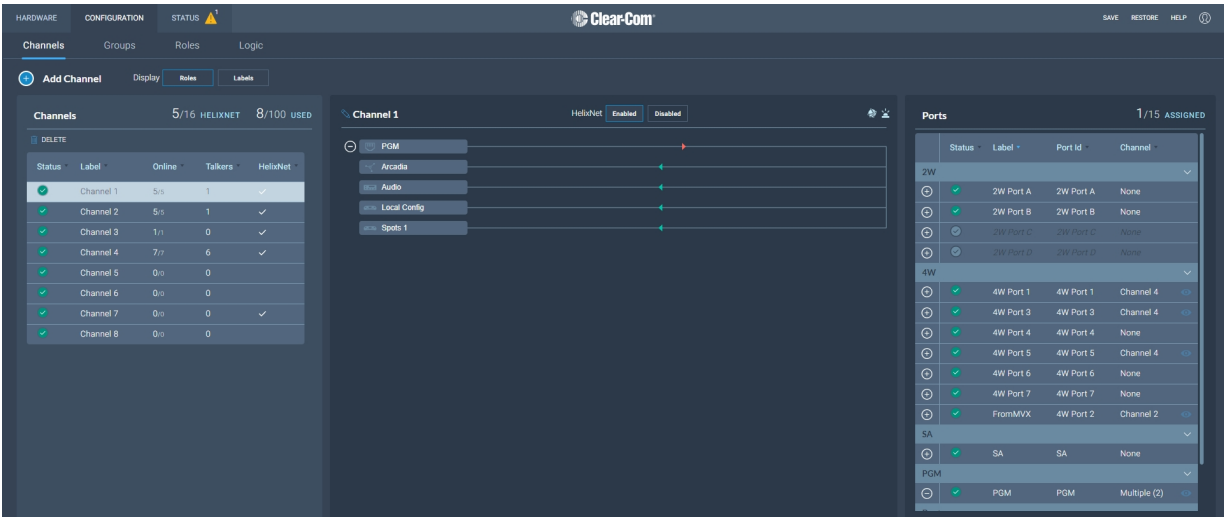 HARDWARE CONFIGURATION STATUS 1 Clear-Com SAVE RESTORE HELP
Channels Groups Roles Logic
Add Channel Display Roles Labels
Channels 5/16 HELIXNET 8/100 USED
DELETE
Status Label Online Talkers HelixNet
Channel 1 5/5 1
Channel 2 5/5 1
Channel 3 1/1 0
Channel 4 7/7 6
Channel 5 0/0 0
Channel 6 0/0 0
Channel 7 0/0 0
Channel 8 0/0 0
Channel 1 HelixNet Enabled Disabled
PGM
Arcadia
Audio
Local Config
Spots 1
Ports 1/15 ASSIGNED
Status Label Port Id Channel
2W
2W Port A 2W Port A None
2W Port B 2W Port B None
2W Port C 2W Port C None
2W Port D 2W Port D None
4W
4W Port 1 4W Port 1 Channel 4
4W Port 3 4W Port 3 Channel 4
4W Port 4 4W Port 4 None
4W Port 5 4W Port 5 Channel 4
4W Port 6 4W Port 6 None
4W Port 7 4W Port 7 None
FromMVX 4W Port 2 Channel 2
SA
SA SA None
PGM
PGM PGM Multiple (2)